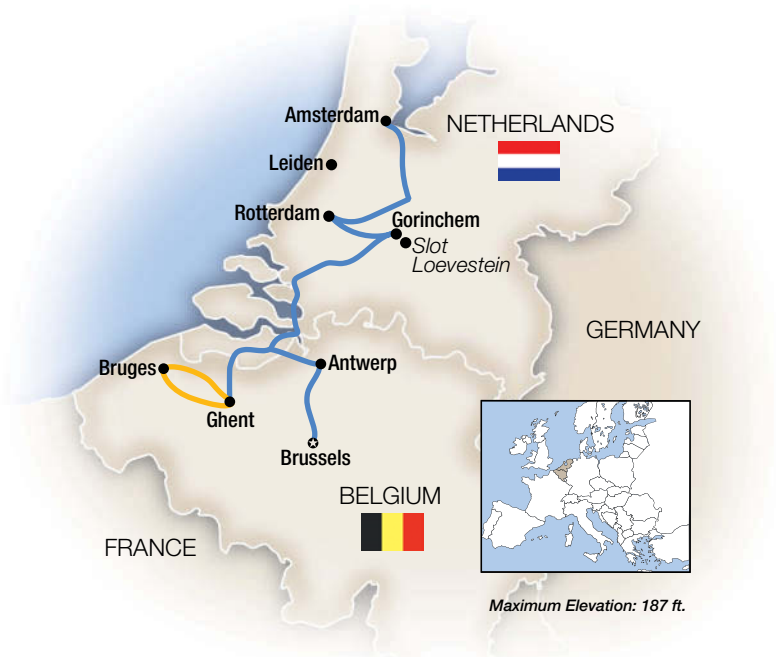 Amsterdam
NETHERLANDS
Leiden
Rotterdam
Gorinchem
Slot
Loevestein
GERMANY
Bruges
Antwerp
Ghent
Brussels
BELGIUM
FRANCE
Maximum Elevation: 187 ft.